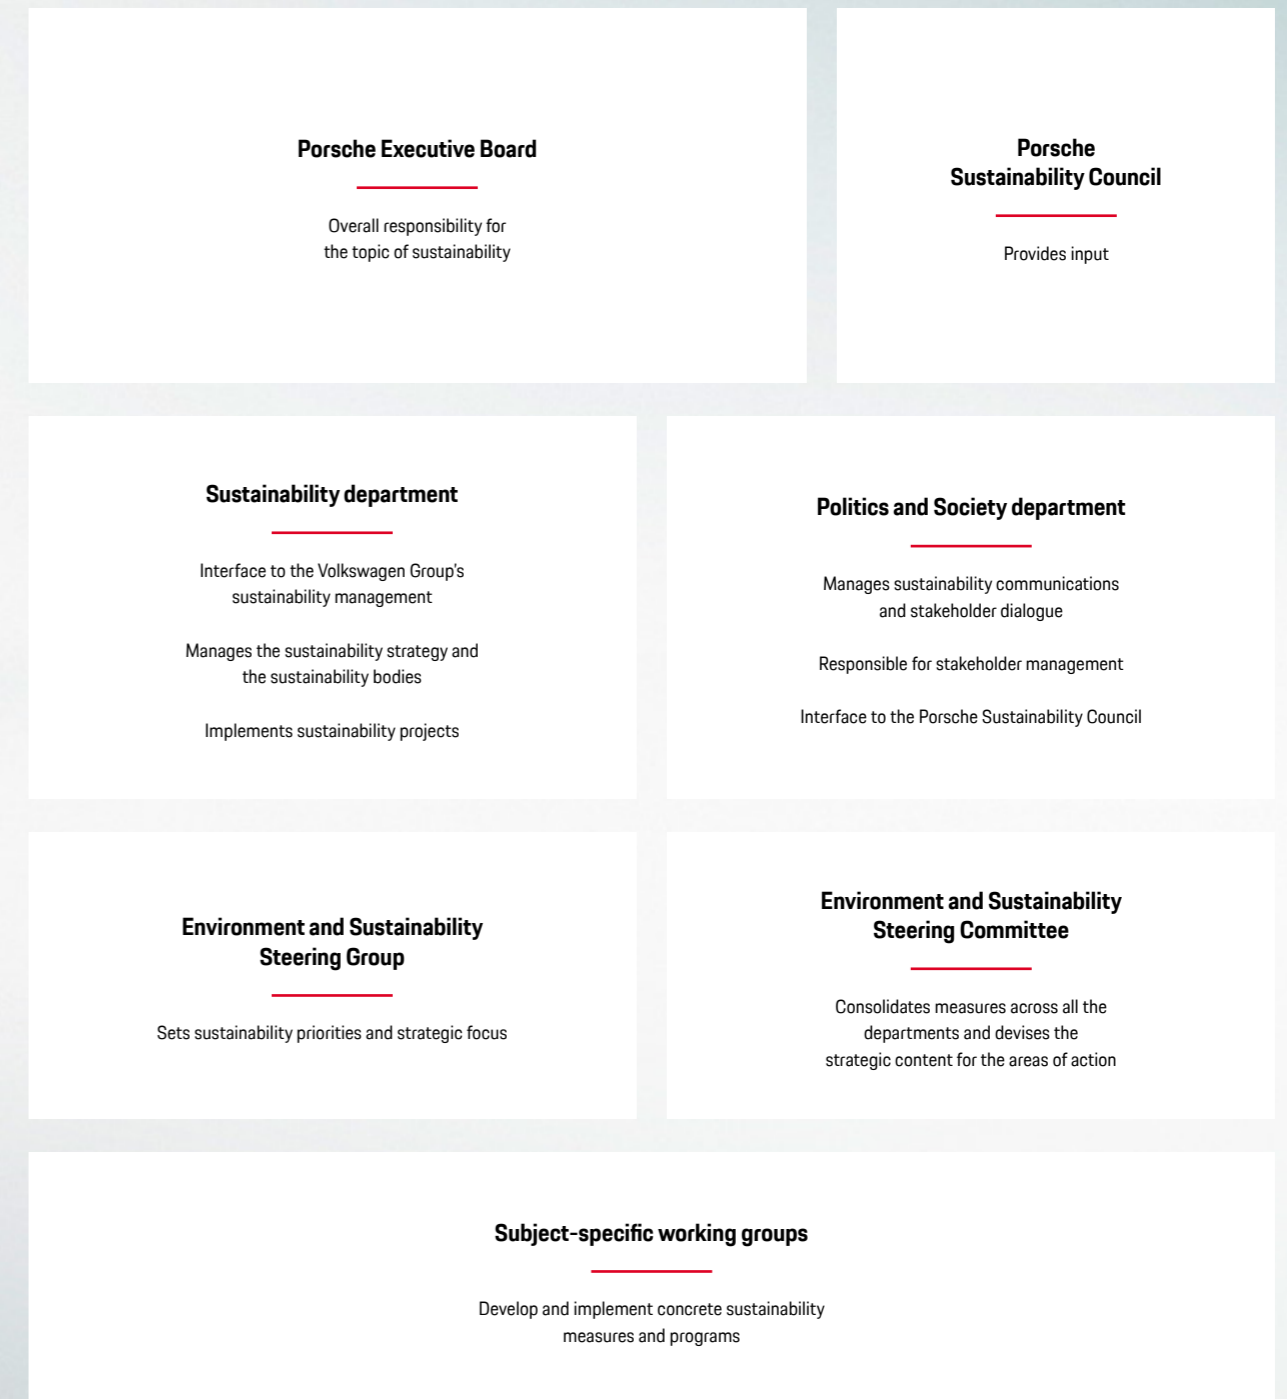 Porsche Executive Board
Overall responsibility for
the topic of sustainability
Porsche
Sustainability Council
Provides input
Sustainability department
Interface to the Volkswagen Group's
sustainability management
Manages the sustainability strategy and
the sustainability bodies
Implements sustainability projects
Politics and Society department
Manages sustainability communications
and stakeholder dialogue
Responsible for stakeholder management
Interface to the Porsche Sustainability Council
Environment and Sustainability
Steering Group
Sets sustainability priorities and strategic focus
Environment and Sustainability
Steering Committee
Consolidates measures across all the
departments and devises the
strategic content for the areas of action
Subject-specific working groups
Develop and implement concrete sustainability
measures and programs